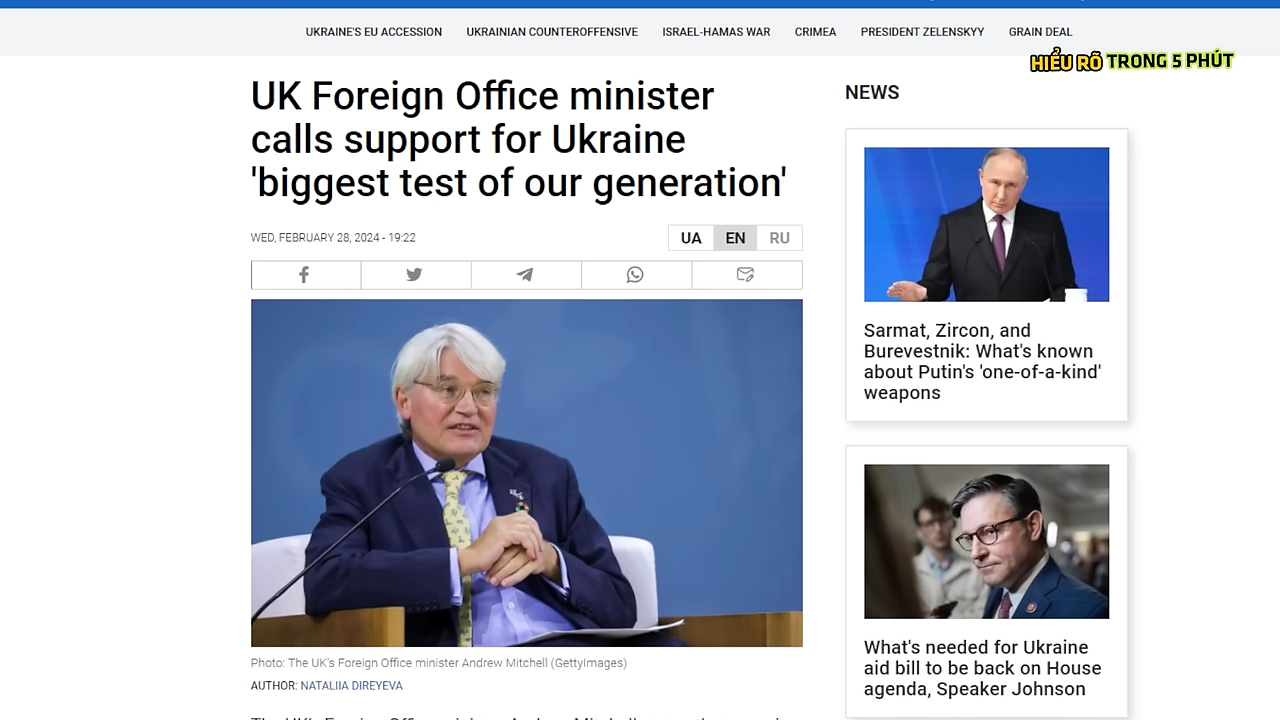 UKRAINE'S EU ACCESSION UKRAINIAN COUNTEROFFENSIVE ISRAEL-HAMAS WAR CRIMEA PRESIDENT ZELENSKYY GRAIN DEAL
HIỂU RÕ TRONG 5 PHÚT
UK Foreign Office minister
calls support for Ukraine
'biggest test of our generation'
WED, FEBRUARY 28, 2024 - 19:22
UA EN RU
Photo: The UK's Foreign Office minister Andrew Mitchell (GettyImages)
AUTHOR: NATALIIA DIREYEVA
NEWS
Sarmat, Zircon, and
Burevestnik: What's known
about Putin's 'one-of-a-kind'
weapons
What's needed for Ukraine
aid bill to be back on House
agenda, Speaker Johnson